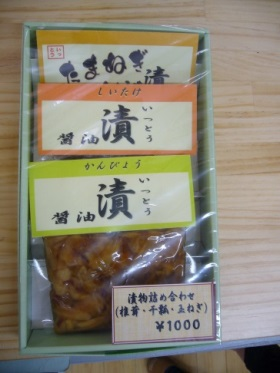 たまねぎ漬
しいたけ
醤油 漬 いっとう
かんぴょう
醤油 漬 いっとう
漬物詰め合わせ
(椎茸・干瓢・玉ねぎ)
¥1000